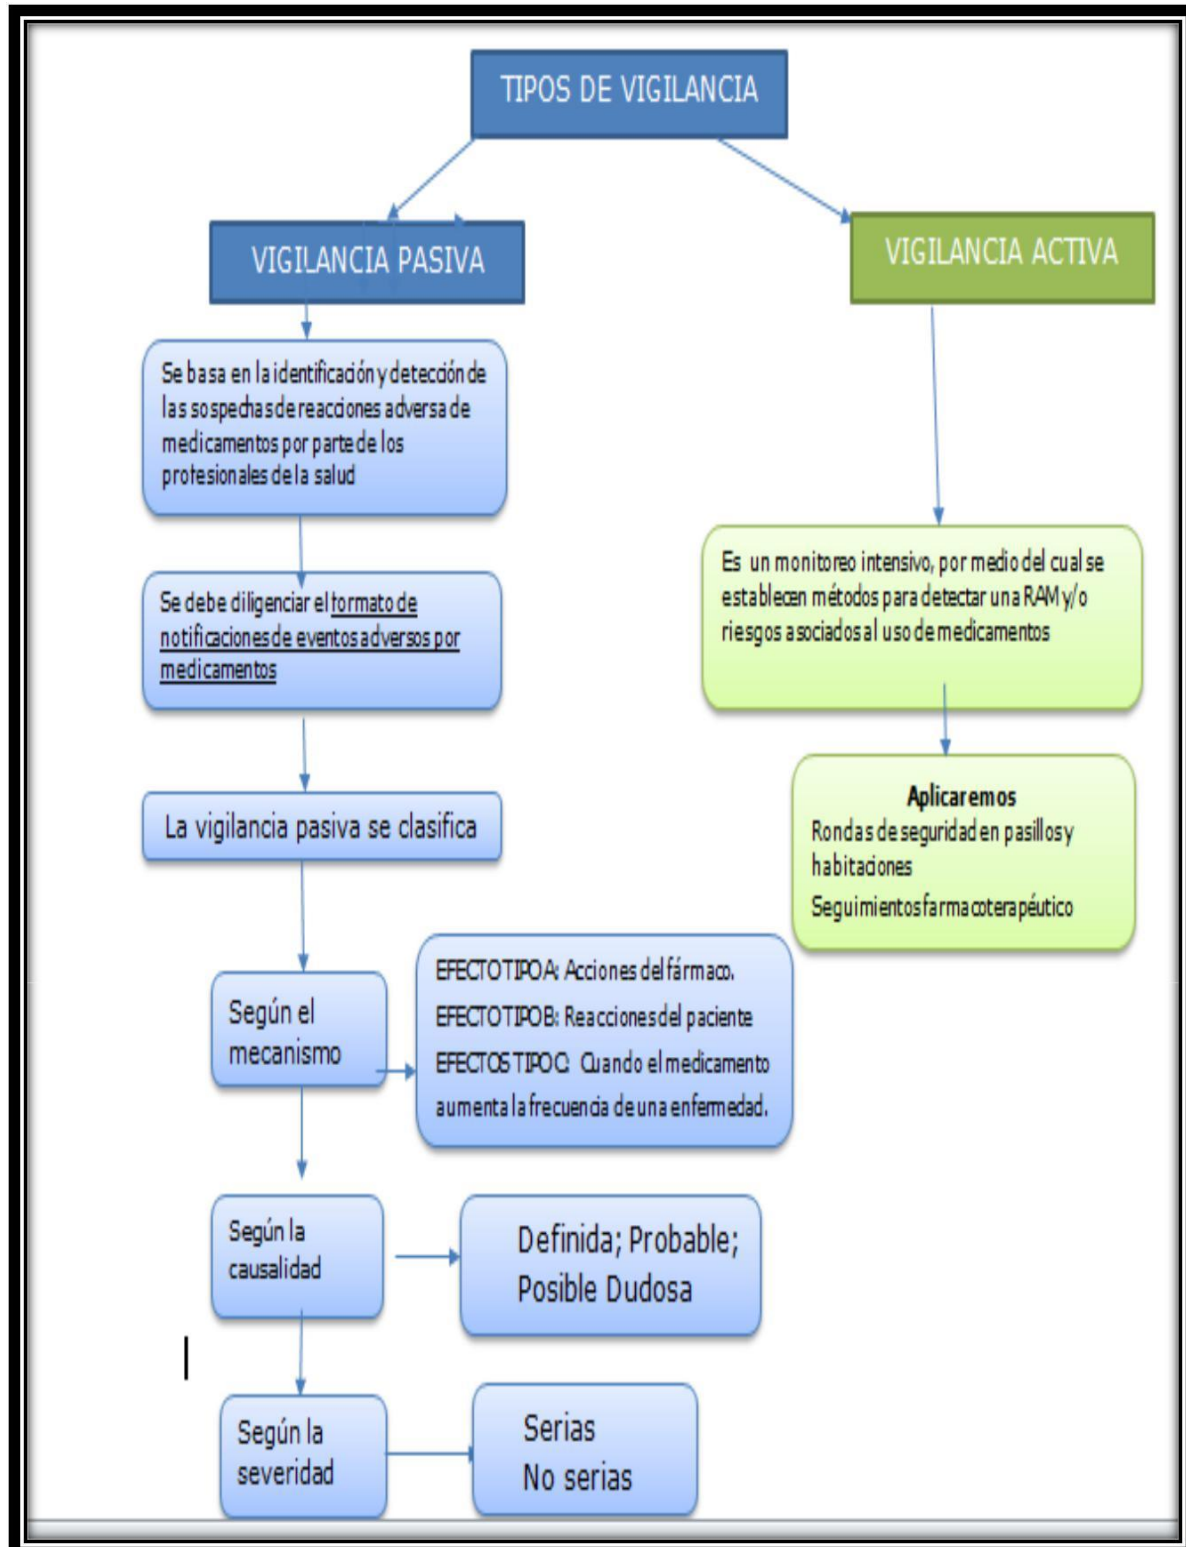 TIPOS DE VIGILANCIA
VIGILANCIA PASIVA
Se basa en la identificación y detección de
las sospechas de reacciones adversa de
medicamentos por parte de los
profesionales de la salud
Se debe diligenciar el formato de
notificaciones de eventos adversos por
medicamentos
La vigilancia pasiva se clasifica
Según el
mecanismo
EFECTO TIPO A: Acciones del fármaco.
EFECTO TIPO B: Reacciones del paciente
EFECTOS TIPO C: Cuando el medicamento
aumenta la frecuencia de una enfermedad.
Según la
causalidad
Definida; Probable;
Posible Dudosa
Según la
severidad
Serias
No serias
VIGILANCIA ACTIVA
Es un monitoreo intensivo, por medio del cual se
establecen métodos para detectar una RAM y/o
riesgos asociados al uso de medicamentos
Aplicaremos
Rondas de seguridad en pasillos y
habitaciones
Seguimientos farmacoterapéutico